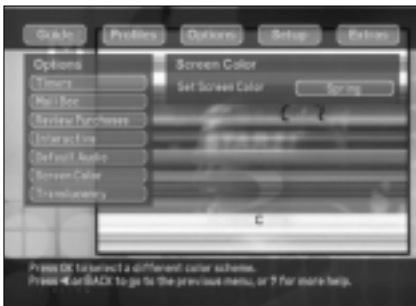 Guide Profiles Options Setup Extras
Options
Timers
Mail Box
Review Purchases
Interactive
Default Audio
Screen Color
Translucency
Screen Color
Set Screen Color Spring
Press OK to select a different color scheme.
Press ◀ or BACK to go to the previous menu, or ? for more help.